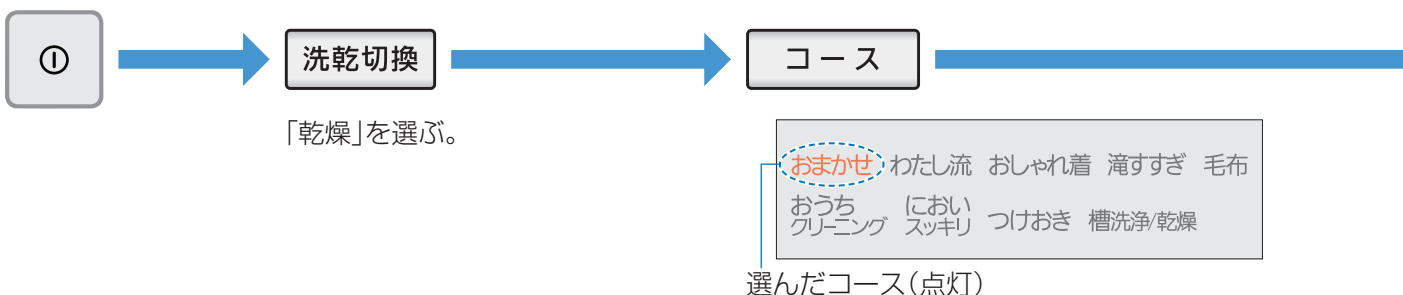 洗乾切換
コース
「乾燥」を選ぶ。
おまかせ わたし流 おしゃれ着 滝すすぎ 毛布
おうち
クリーニング
におい
スッキリ
つけおき 槽洗浄/乾燥
選んだコース(点灯)